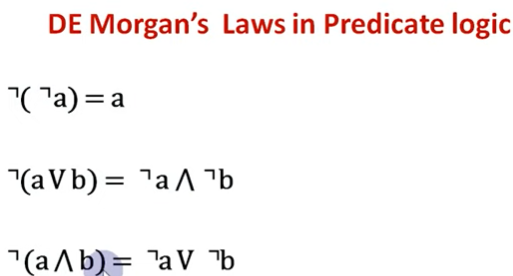 DE Morgan’s Laws in Predicate logic
¬( ¬a) = a
¬(a V b) = ¬a Λ ¬b
¬(a Λ b) = ¬a V ¬b